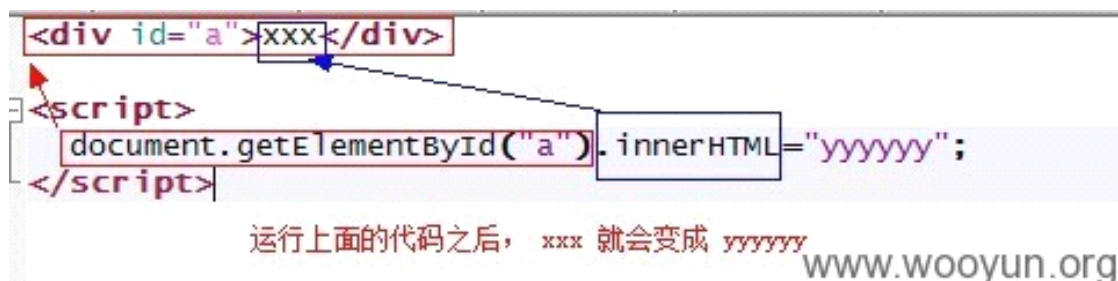 <div id="a">xxx</div>
<script>
document.getElementById("a").innerHTML="yyyyyy";
</script>
运行上面的代码之后， xxx 就会变成 yyyyyy
www.wooyun.org